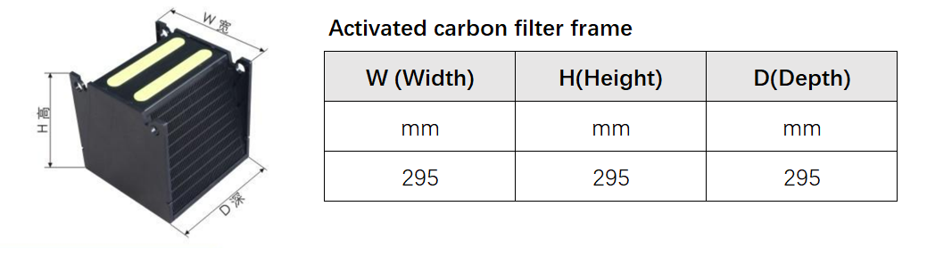 W 宽
H 高
D 深
Activated carbon filter frame
W (Width) H(Height) D(Depth)
mm mm mm
295 295 295